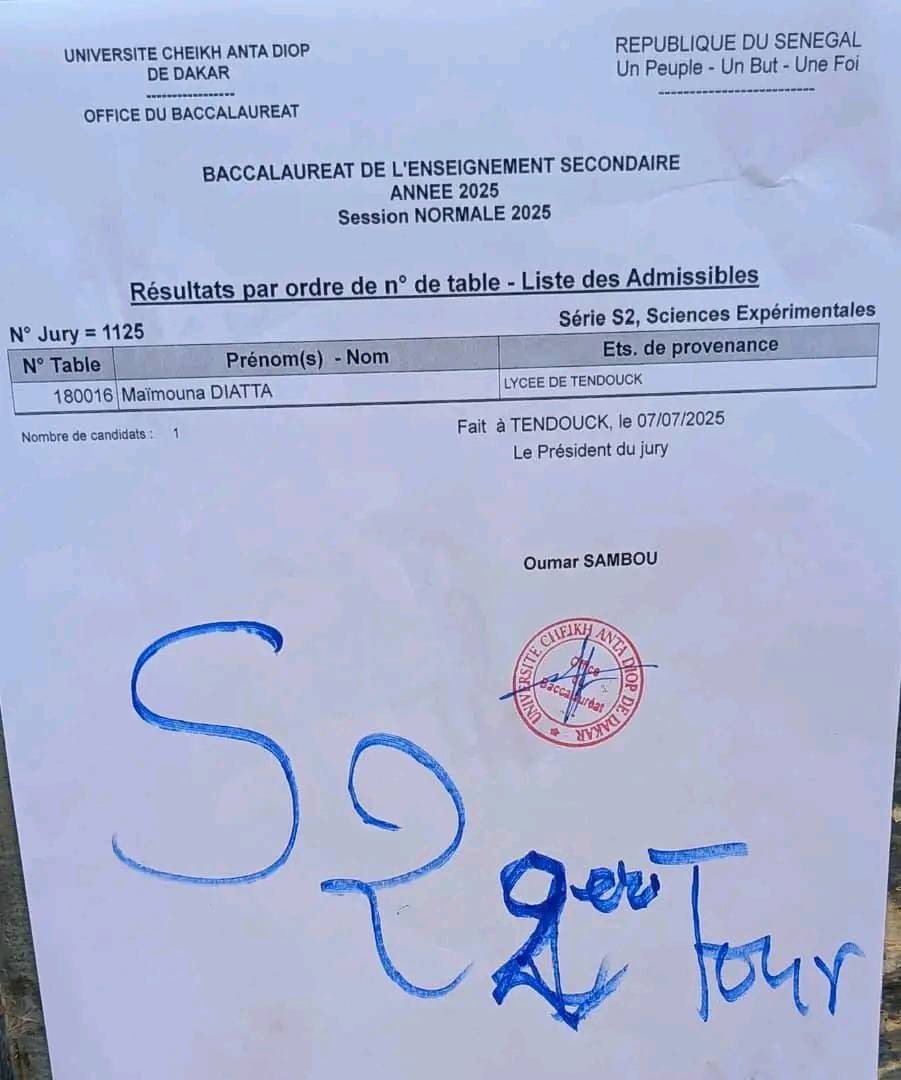 UNIVERSITE CHEIKH ANTA DIOP
DE DAKAR
-----------------
OFFICE DU BACCALAUREAT
REPUBLIQUE DU SENEGAL
Un Peuple - Un But - Une Foi
--------------------------
BACCALAUREAT DE L'ENSEIGNEMENT SECONDAIRE
ANNEE 2025
Session NORMALE 2025
Résultats par ordre de n° de table - Liste des Admissibles
N° Jury = 1125
Série S2, Sciences Expérimentales
N° Table Prénom(s) - Nom Ets. de provenance
180016 Maïmouna DIATTA LYCEE DE TENDOUCK
Nombre de candidats : 1
Fait à TENDOUCK, le 07/07/2025
Le Président du jury
Oumar SAMBOU
UNIVERSITE CHEIKH ANTA DIOP DE DAKAR
Office
du
Baccalauréat
S2
Tour